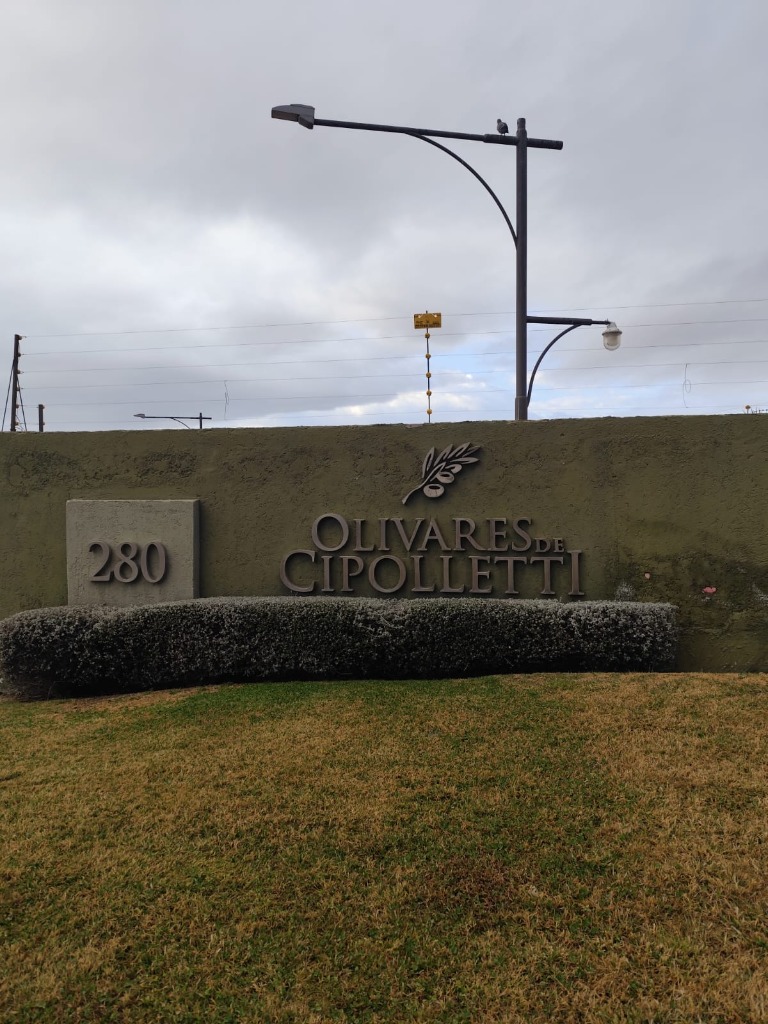 280
OLIVARES DE
CIPOLLETTI